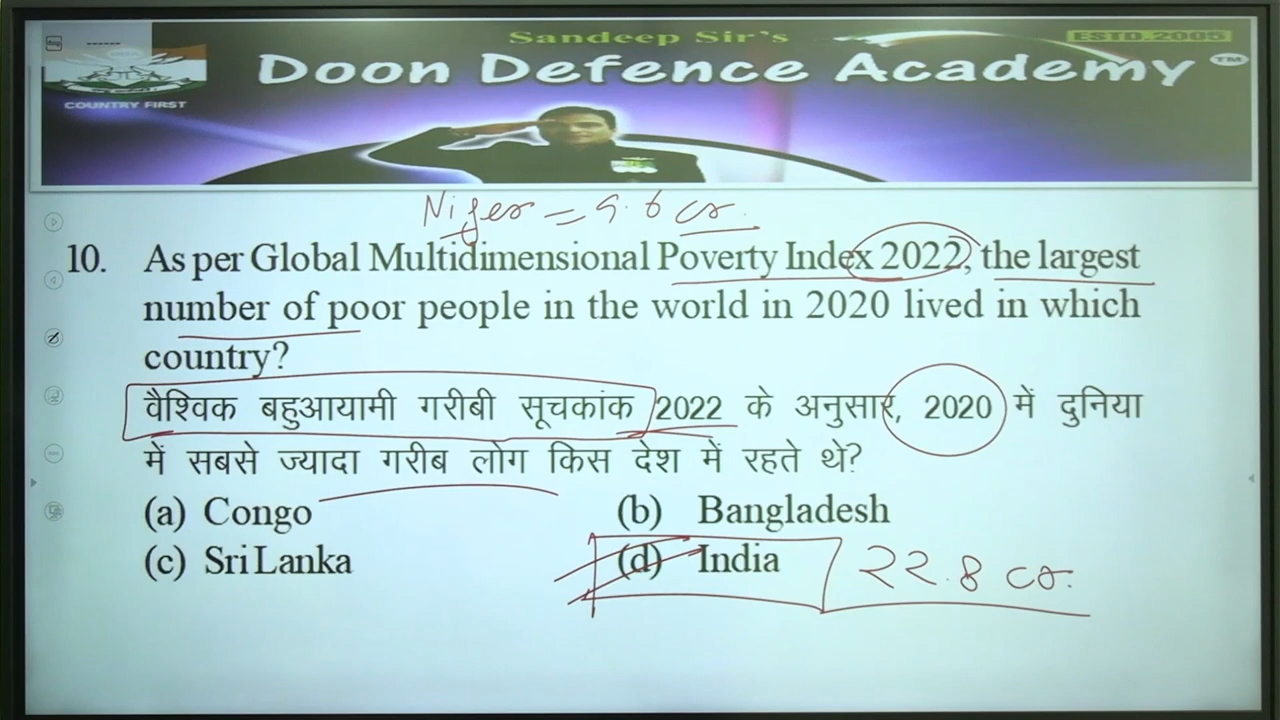 Sandeep Sir's
ESTD.2005
Doon Defence Academy™
COUNTRY FIRST
Niger = 9.6 cr.
10. As per Global Multidimensional Poverty Index 2022, the largest
number of poor people in the world in 2020 lived in which
country?
वैश्विक बहुआयामी गरीबी सूचकांक 2022 के अनुसार, 2020 में दुनिया
में सबसे ज्यादा गरीब लोग किस देश में रहते थे?
(a) Congo (b) Bangladesh
(c) Sri Lanka (d) India 22.8 cr.